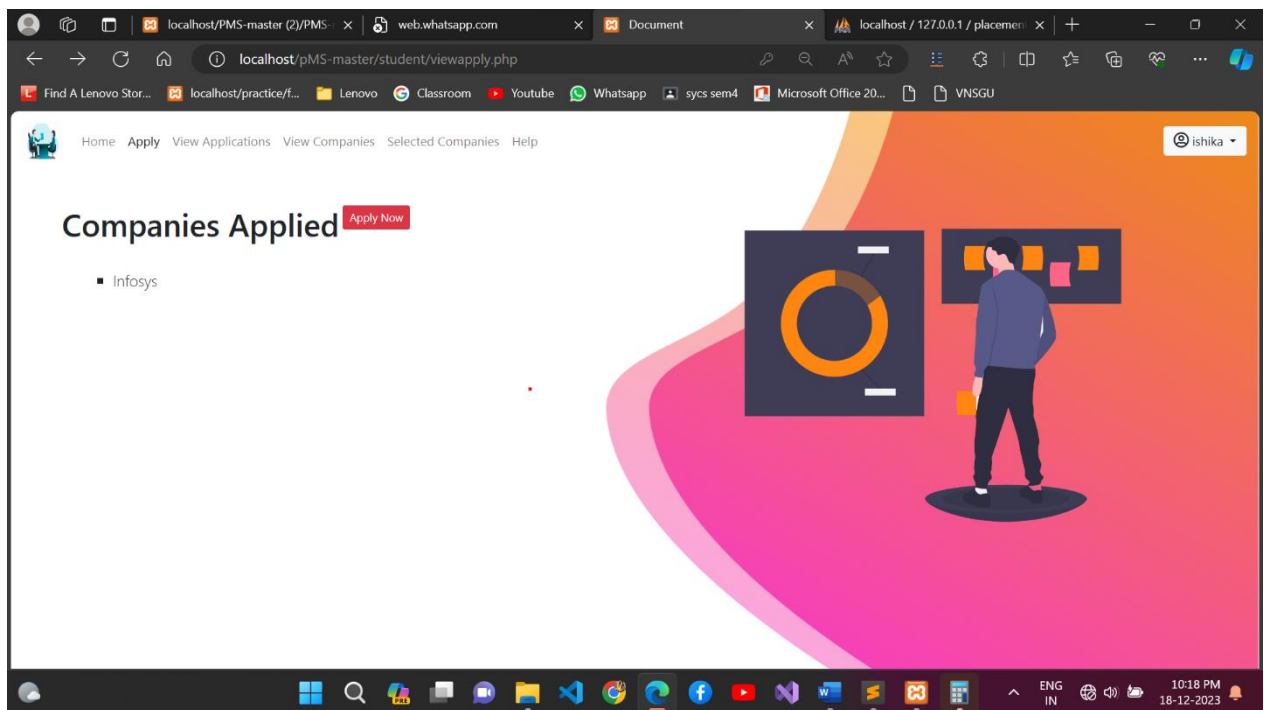 localhost/PMS-master (2)/PMS-
web.whatsapp.com
Document
localhost / 127.0.0.1 / placemen
localhost/pMS-master/student/viewapply.php
Find A Lenovo Stor...
localhost/practice/f...
Lenovo
Classroom
Youtube
Whatsapp
sycs sem4
Microsoft Office 20...
VNSGU
Home Apply View Applications View Companies Selected Companies Help
ishika
Companies Applied
Apply Now
Infosys
ENG
IN
10:18 PM
18-12-2023